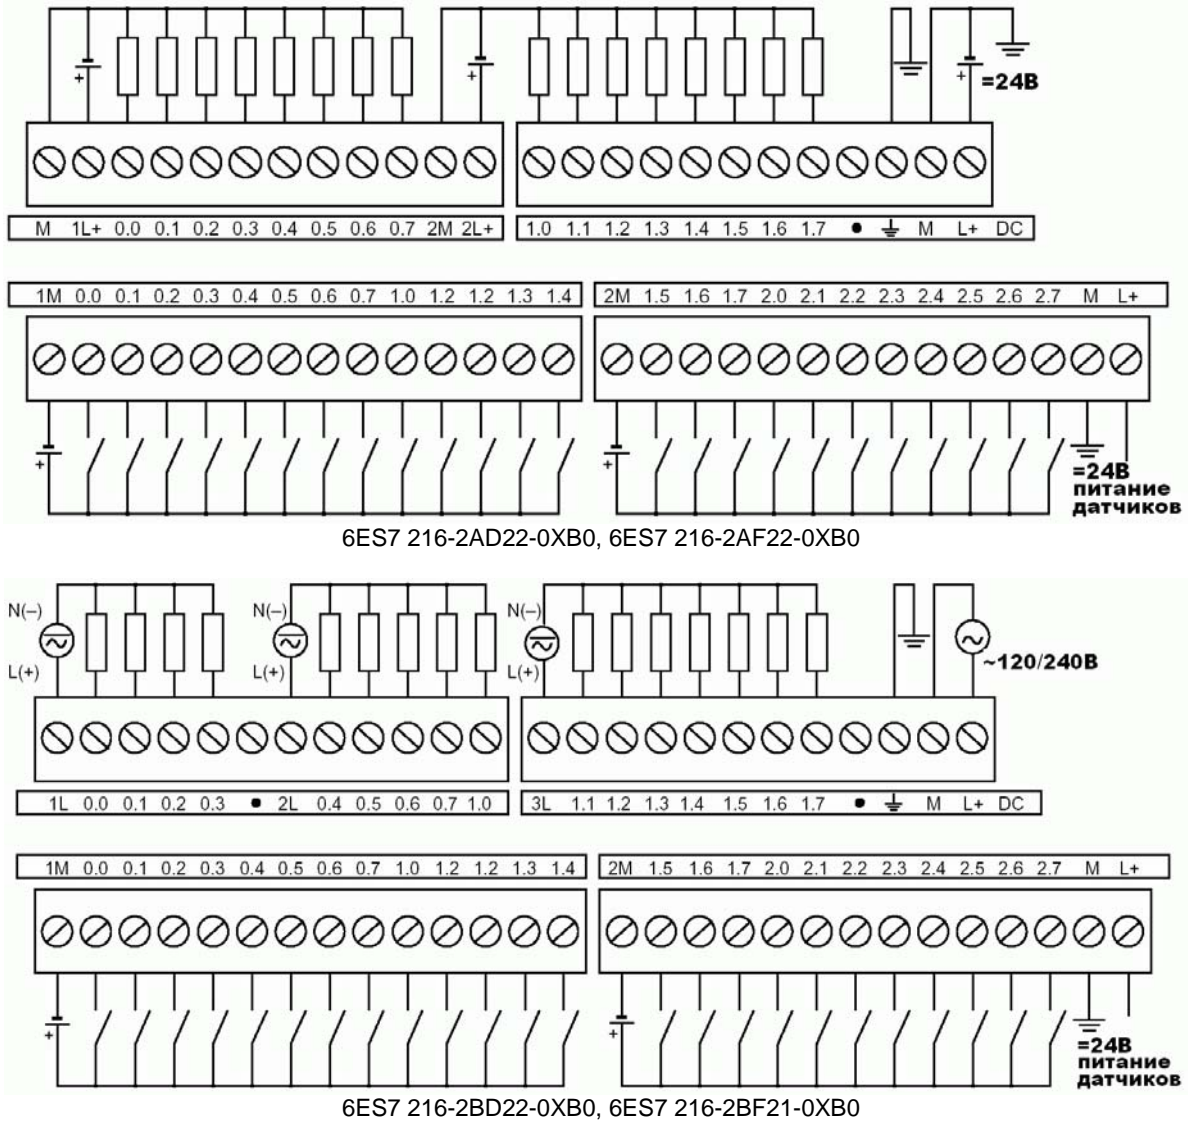 +
+
=24В
M 1L+ 0.0 0.1 0.2 0.3 0.4 0.5 0.6 0.7 2M 2L+
1.0 1.1 1.2 1.3 1.4 1.5 1.6 1.7 ● ⏚ M L+ DC
+
1M 0.0 0.1 0.2 0.3 0.4 0.5 0.6 0.7 1.0 1.2 1.2 1.3 1.4
2M 1.5 1.6 1.7 2.0 2.1 2.2 2.3 2.4 2.5 2.6 2.7 M L+
+
+
=24В
питание
датчиков
6ES7 216-2AD22-0XB0, 6ES7 216-2AF22-0XB0
N(–)
N(–)
N(–)
L(+)
L(+)
L(+)
~120/240В
1L 0.0 0.1 0.2 0.3 ● 2L 0.4 0.5 0.6 0.7 1.0
3L 1.1 1.2 1.3 1.4 1.5 1.6 1.7 ● ⏚ M L+ DC
1M 0.0 0.1 0.2 0.3 0.4 0.5 0.6 0.7 1.0 1.2 1.2 1.3 1.4
2M 1.5 1.6 1.7 2.0 2.1 2.2 2.3 2.4 2.5 2.6 2.7 M L+
+
+
=24В
питание
датчиков
6ES7 216-2BD22-0XB0, 6ES7 216-2BF21-0XB0